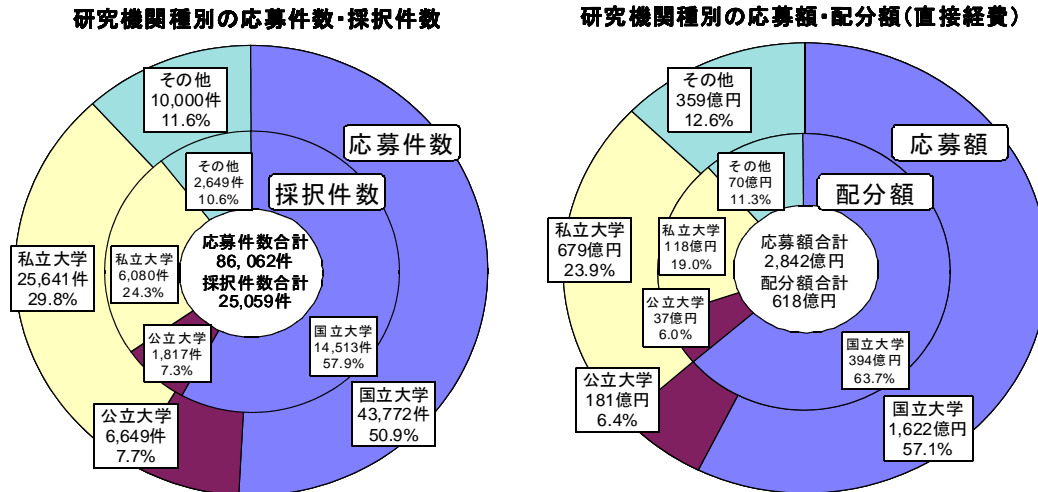 研究機関種別の応募件数・採択件数
その他
10,000件
11.6%
応募件数
その他
2,649件
10.6%
採択件数
私立大学
25,641件
29.8%
私立大学
6,080件
24.3%
応募件数合計
86,062件
採択件数合計
25,059件
公立大学
1,817件
7.3%
国立大学
14,513件
57.9%
公立大学
6,649件
7.7%
国立大学
43,772件
50.9%
研究機関種別の応募額・配分額(直接経費)
その他
359億円
12.6%
応募額
その他
70億円
11.3%
配分額
私立大学
679億円
23.9%
私立大学
118億円
19.0%
応募額合計
2,842億円
配分額合計
618億円
公立大学
37億円
6.0%
国立大学
394億円
63.7%
公立大学
181億円
6.4%
国立大学
1,622億円
57.1%